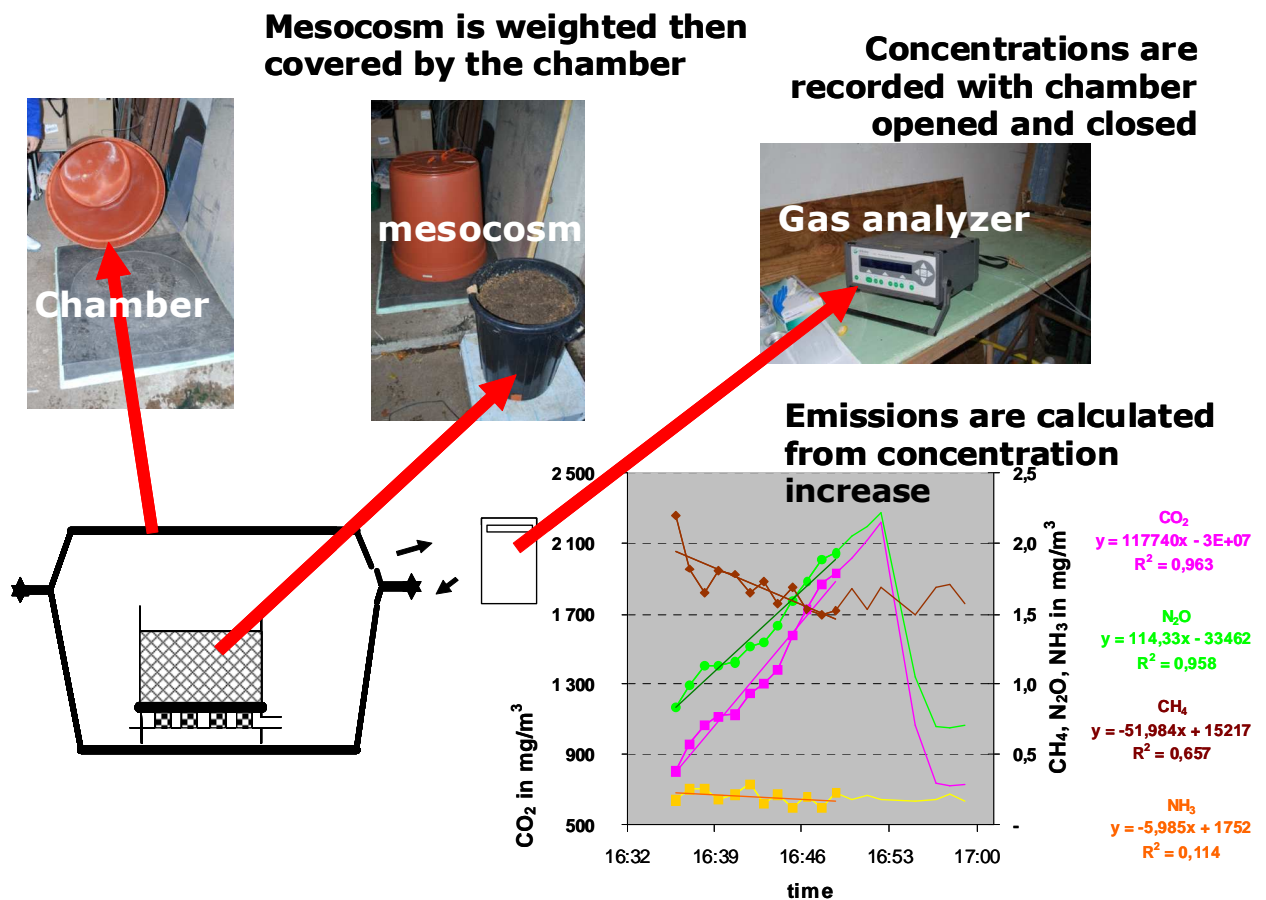 Mesocosm is weighted then
covered by the chamber
Concentrations are
recorded with chamber
opened and closed
Chamber
mesocosm
Gas analyzer
Emissions are calculated
from concentration
increase
CO₂ in mg/m³
2 500
2 100
1 700
1 300
900
500
2,5
2,0
1,5
1,0
0,5
-
CH₄, N₂O, NH₃ in mg/m³
16:32
16:39
16:46
16:53
17:00
time
CO₂
y = 117740x - 3E+07
R² = 0,963
N₂O
y = 114,33x - 33462
R² = 0,958
CH₄
y = -51,984x + 15217
R² = 0,657
NH₃
y = -5,985x + 1752
R² = 0,114